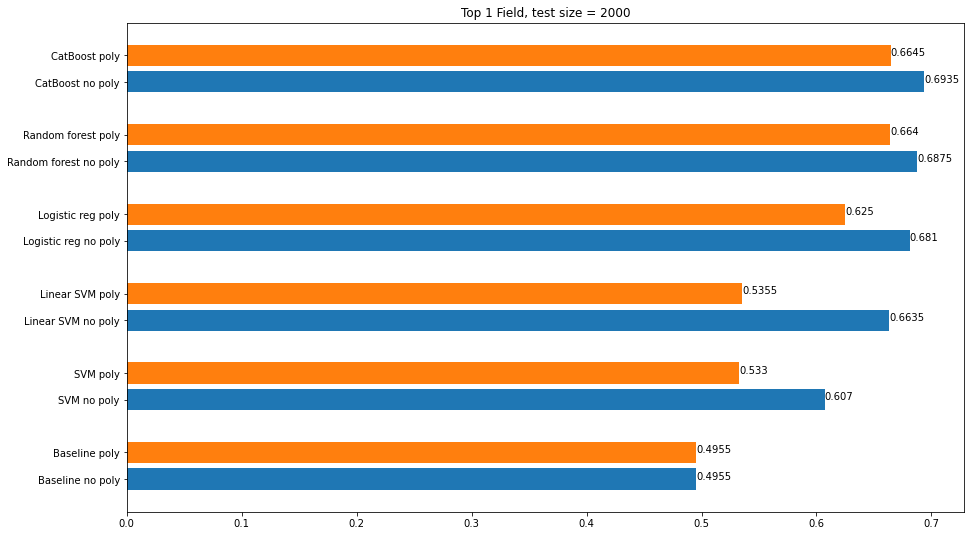 Top 1 Field, test size = 2000
CatBoost poly 0.6645
CatBoost no poly 0.6935
Random forest poly 0.664
Random forest no poly 0.6875
Logistic reg poly 0.625
Logistic reg no poly 0.681
Linear SVM poly 0.5355
Linear SVM no poly 0.6635
SVM poly 0.533
SVM no poly 0.607
Baseline poly 0.4955
Baseline no poly 0.4955
0.0 0.1 0.2 0.3 0.4 0.5 0.6 0.7